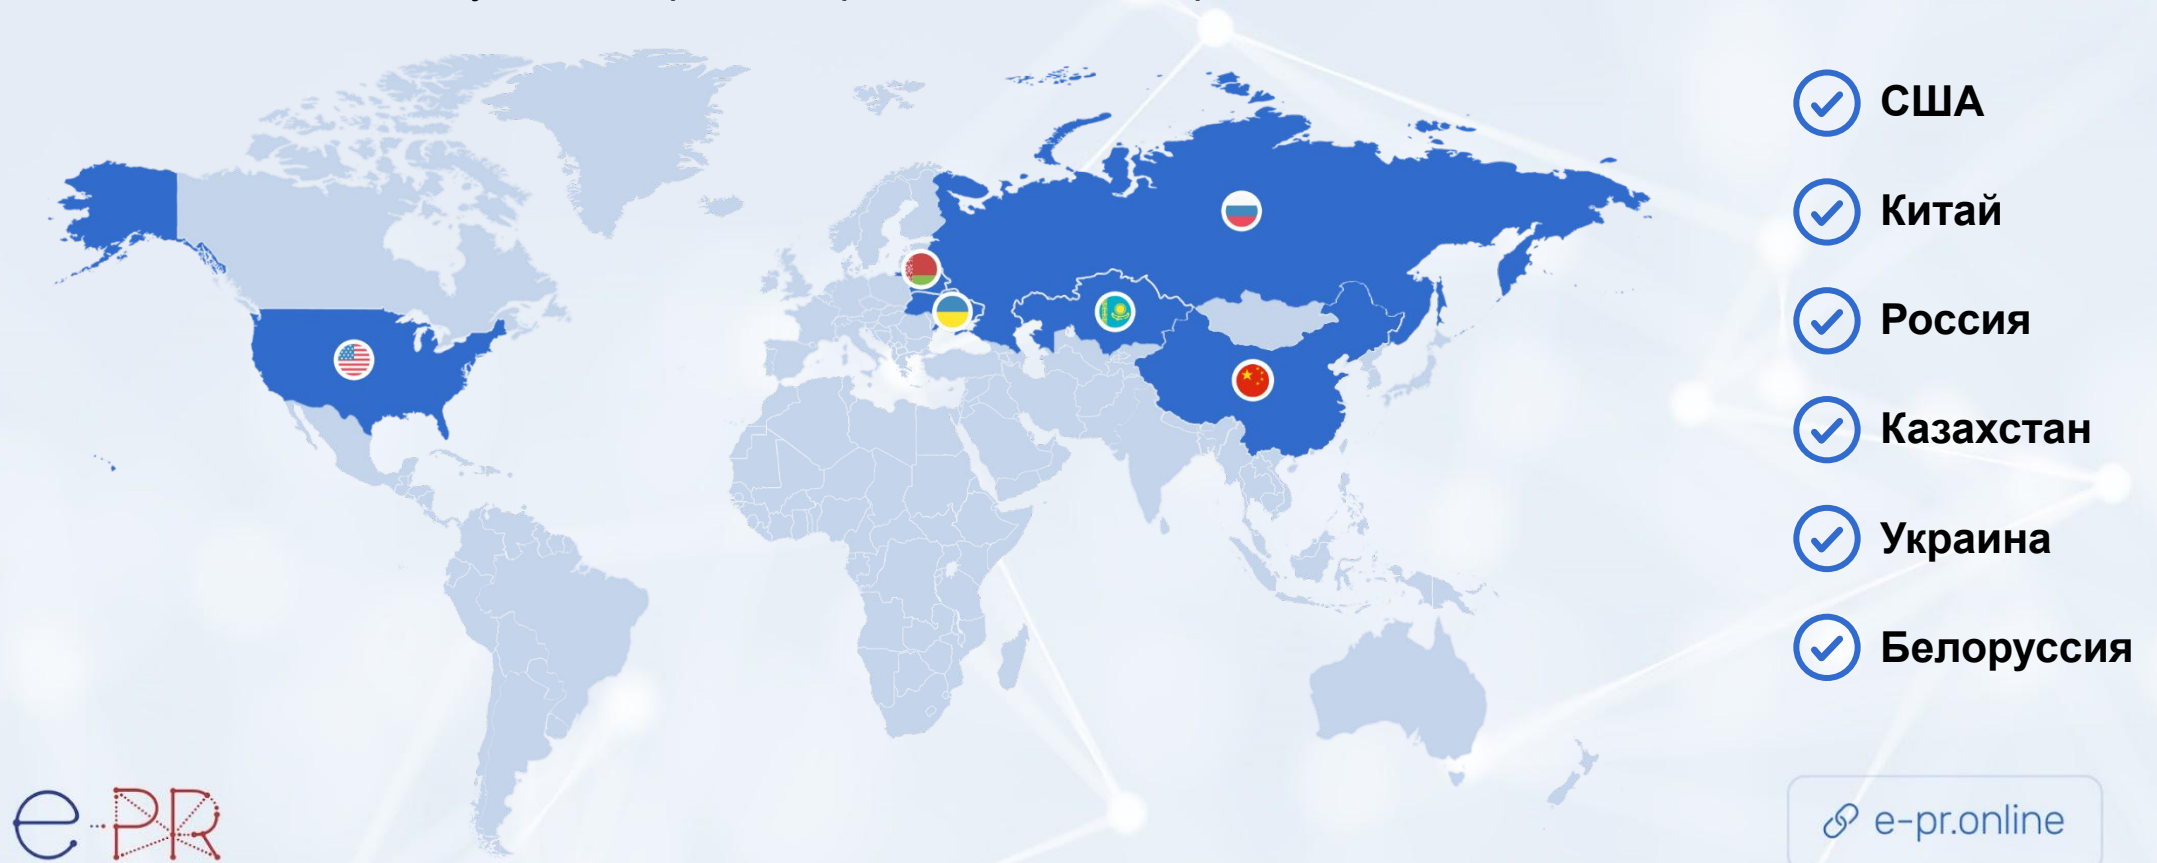 США
Китай
Россия
Казахстан
Украина
Белоруссия
e-PR
e-pr.online